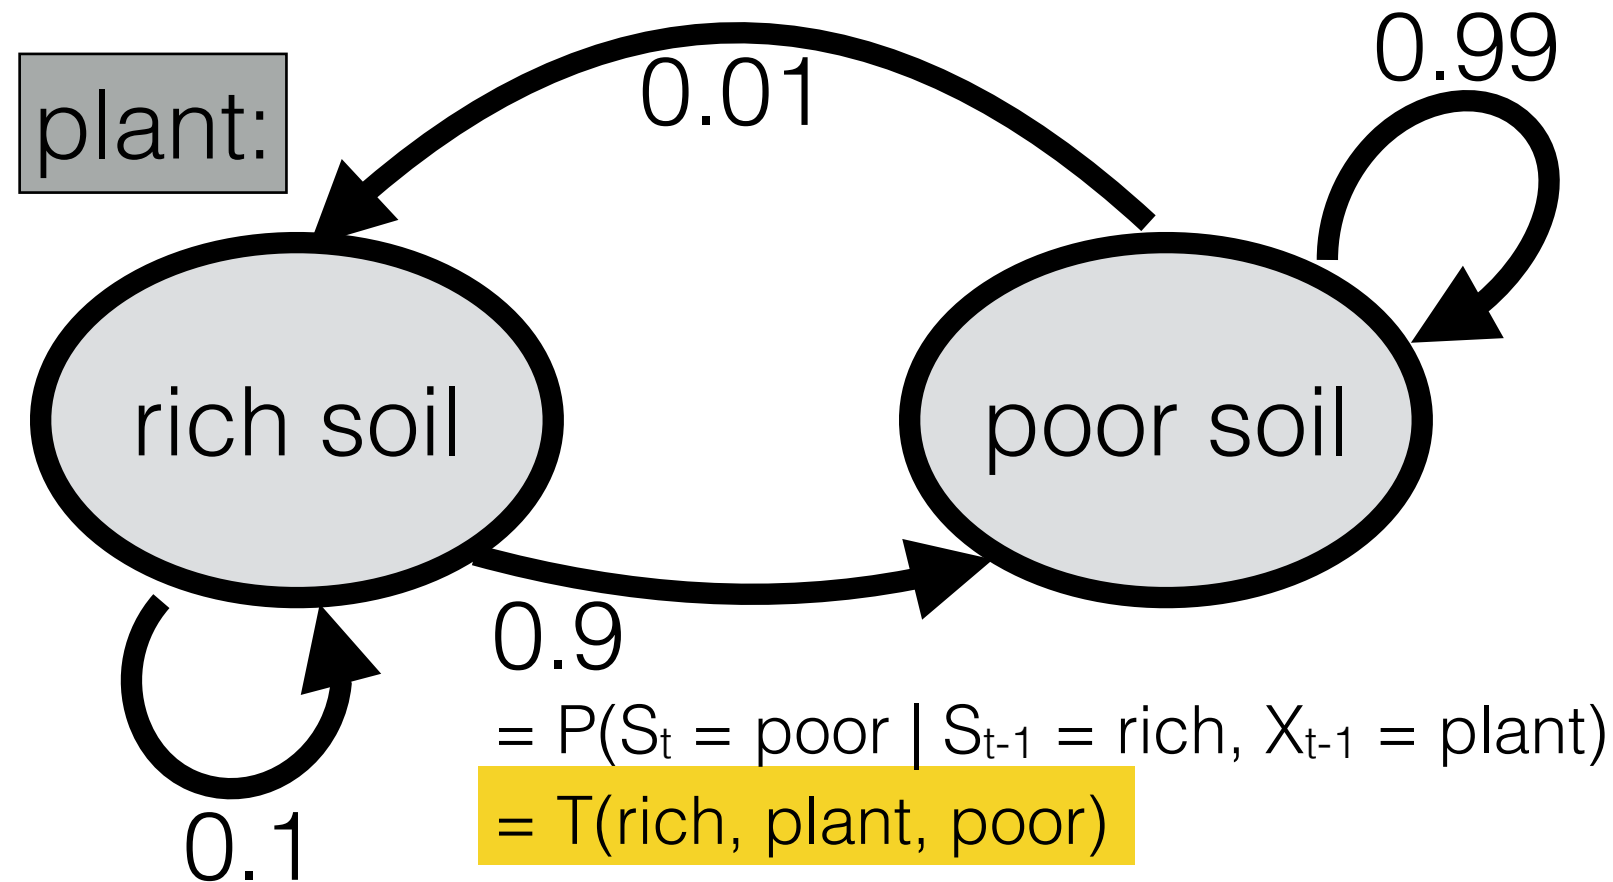 0.99
0.01
plant:
rich soil
poor soil
0.9
= P(Sₜ = poor | Sₜ₋₁ = rich, Xₜ₋₁ = plant)
= T(rich, plant, poor)
0.1